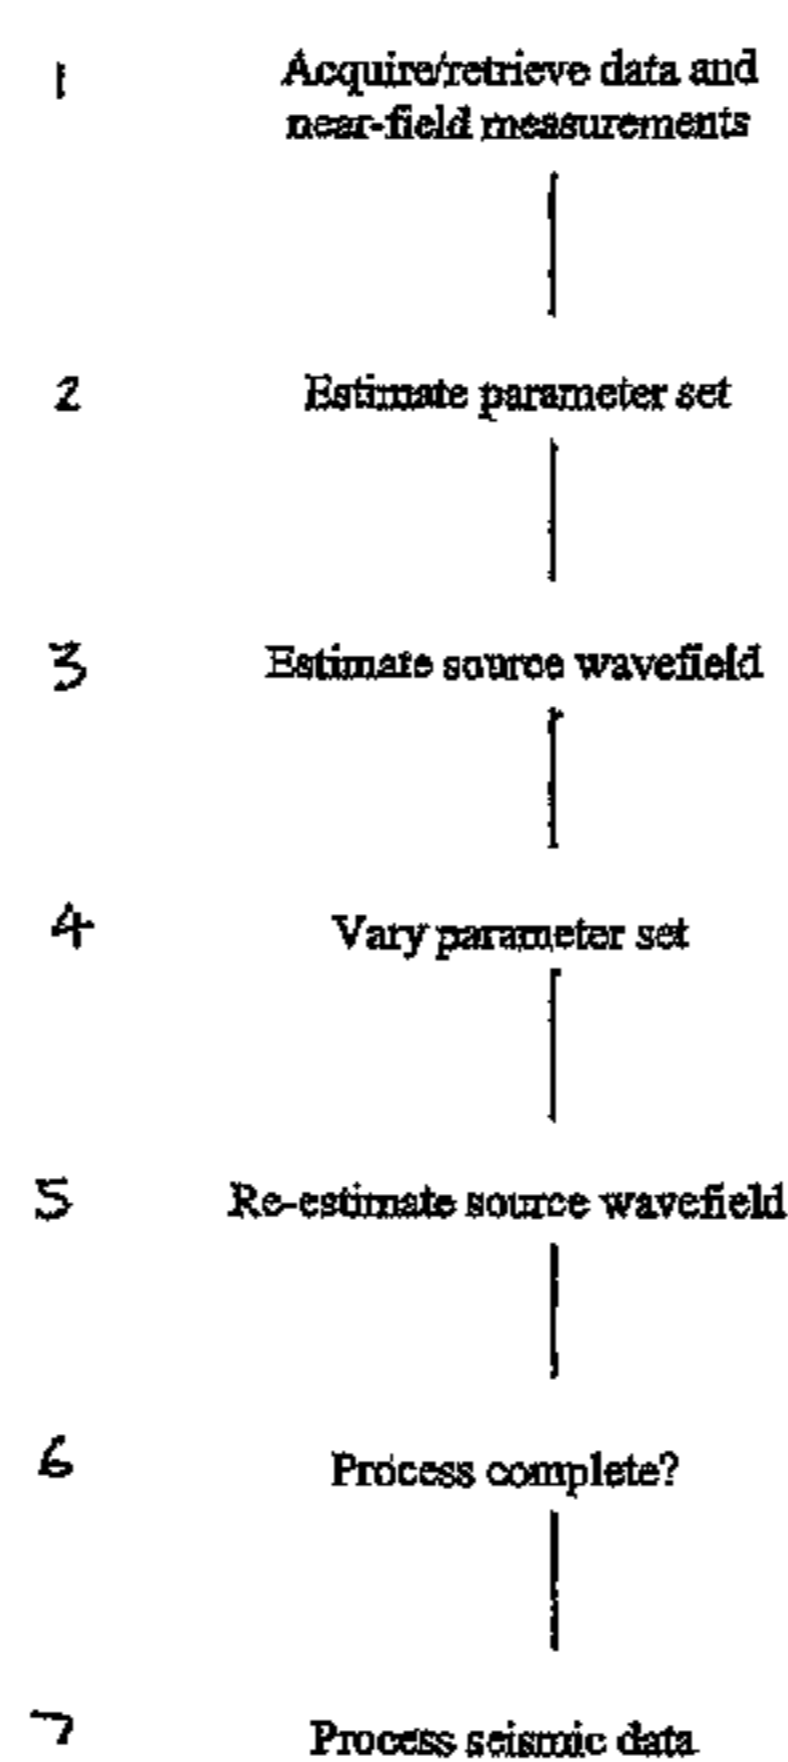 1 Acquire/retrieve data and
near-field measurements
2 Estimate parameter set
3 Estimate source wavefield
4 Vary parameter set
5 Re-estimate source wavefield
6 Process complete?
7 Process seismic data